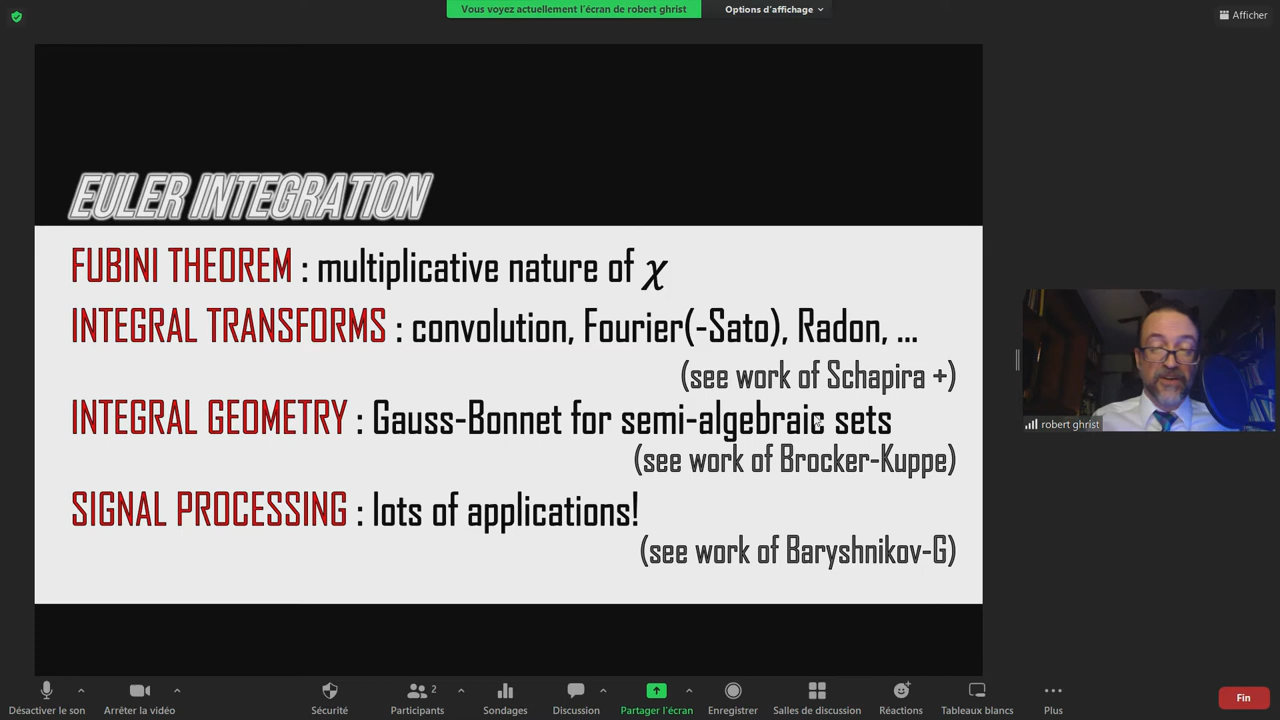 Vous voyez actuellement l'écran de robert ghrist
Options d'affichage
Afficher
EULER INTEGRATION
FUBINI THEOREM : multiplicative nature of χ
INTEGRAL TRANSFORMS : convolution, Fourier(-Sato), Radon, ...
(see work of Schapira +)
INTEGRAL GEOMETRY : Gauss-Bonnet for semi-algebraic sets
(see work of Brocker-Kuppe)
SIGNAL PROCESSING : lots of applications!
(see work of Baryshnikov-G)
robert ghrist
Désactiver le son
Arrêter la vidéo
Sécurité
Participants
2
Sondages
Discussion
Partager l'écran
Enregistrer
Salles de discussion
Réactions
Tableaux blancs
Plus
Fin